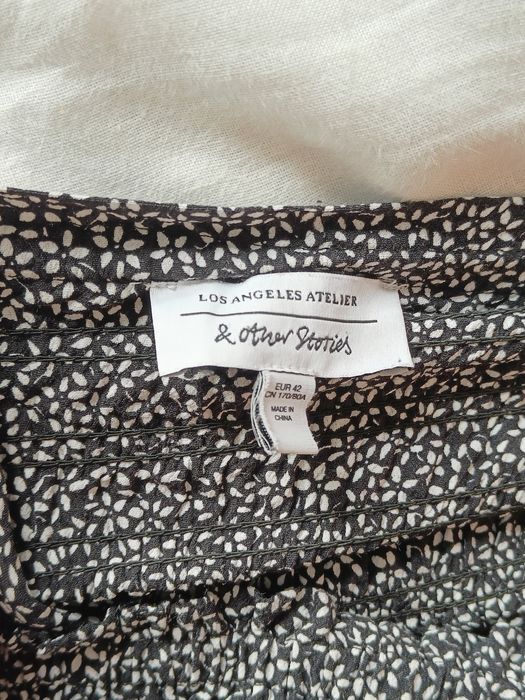 LOS ANGELES ATELIER
& Other Stories
EUR 42
CN 170/80A
MADE IN
CHINA